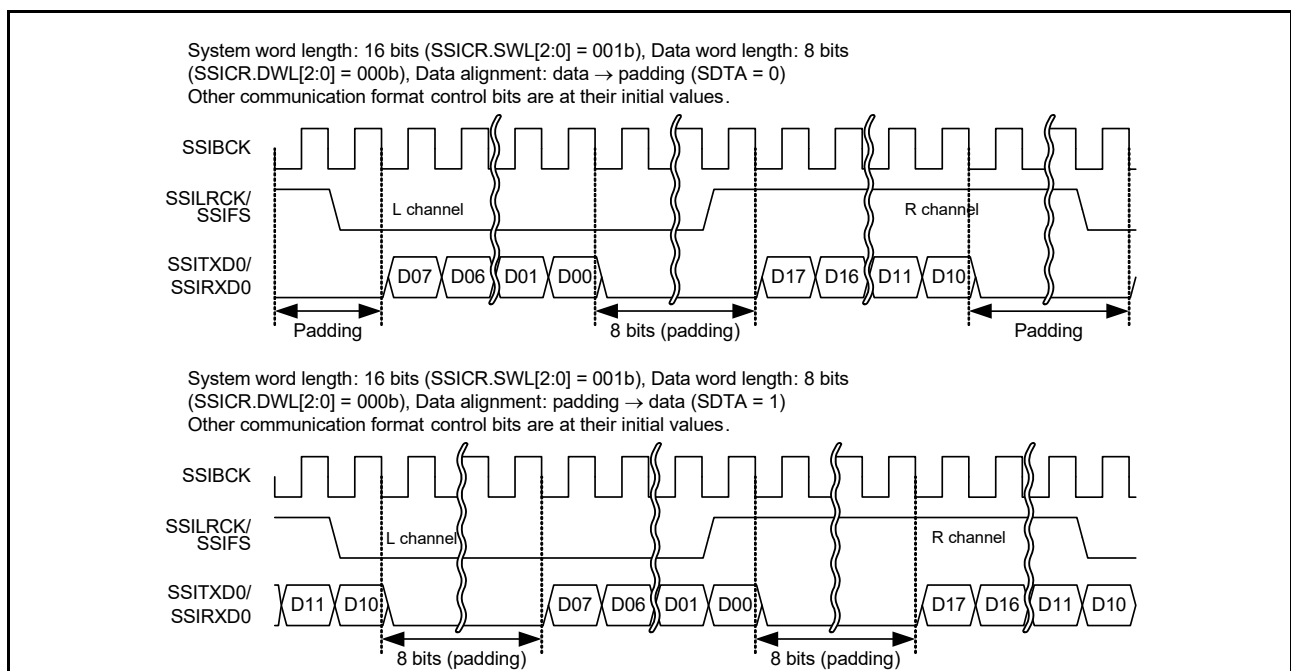 System word length: 16 bits (SSICR.SWL[2:0] = 001b), Data word length: 8 bits
(SSICR.DWL[2:0] = 000b), Data alignment: data → padding (SDTA = 0)
Other communication format control bits are at their initial values.
SSIBCK
SSILRCK/
SSIFS
L channel
R channel
SSITXD0/
SSIRXD0
D07 D06 D01 D00 D17 D16 D11 D10
Padding 8 bits (padding) Padding
System word length: 16 bits (SSICR.SWL[2:0] = 001b), Data word length: 8 bits
(SSICR.DWL[2:0] = 000b), Data alignment: padding → data (SDTA = 1)
Other communication format control bits are at their initial values.
SSIBCK
SSILRCK/
SSIFS
L channel
R channel
SSITXD0/
SSIRXD0
D11 D10 D07 D06 D01 D00 D17 D16 D11 D10
8 bits (padding) 8 bits (padding)